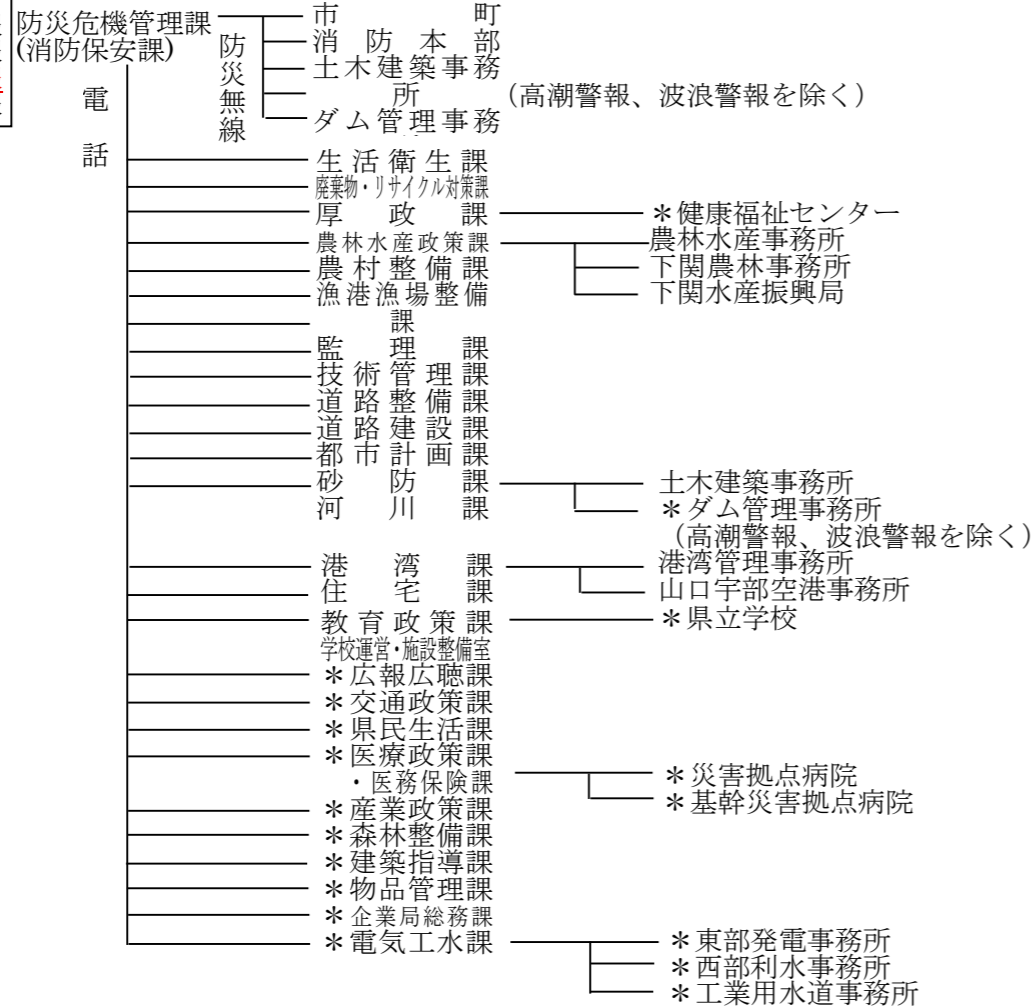 防災危機管理課
(消防保安課)
防災無線
電話
市町
消防本部
土木建築事務
所 （高潮警報、波浪警報を除く）
ダム管理事務
生活衛生課
廃棄物・リサイクル対策課
厚政課 ＊健康福祉センター
農林水産政策課 農林水産事務所
農村整備課 下関農林事務所
漁港漁場整備 下関水産振興局
課
監理課
技術管理課
道路整備課
道路建設課
都市計画課
砂防課 土木建築事務所
河川課 ＊ダム管理事務所
（高潮警報、波浪警報を除く）
港湾課 港湾管理事務所
住宅課 山口宇部空港事務所
教育政策課 ＊県立学校
学校運営・施設整備室
＊広報広聴課
＊交通政策課
＊県民生活課
＊医療政策課
・医務保険課 ＊災害拠点病院
＊基幹災害拠点病院
＊産業政策課
＊森林整備課
＊建築指導課
＊物品管理課
＊企業局総務課
＊電気工水課 ＊東部発電事務所
＊西部利水事務所
＊工業用水道事務所